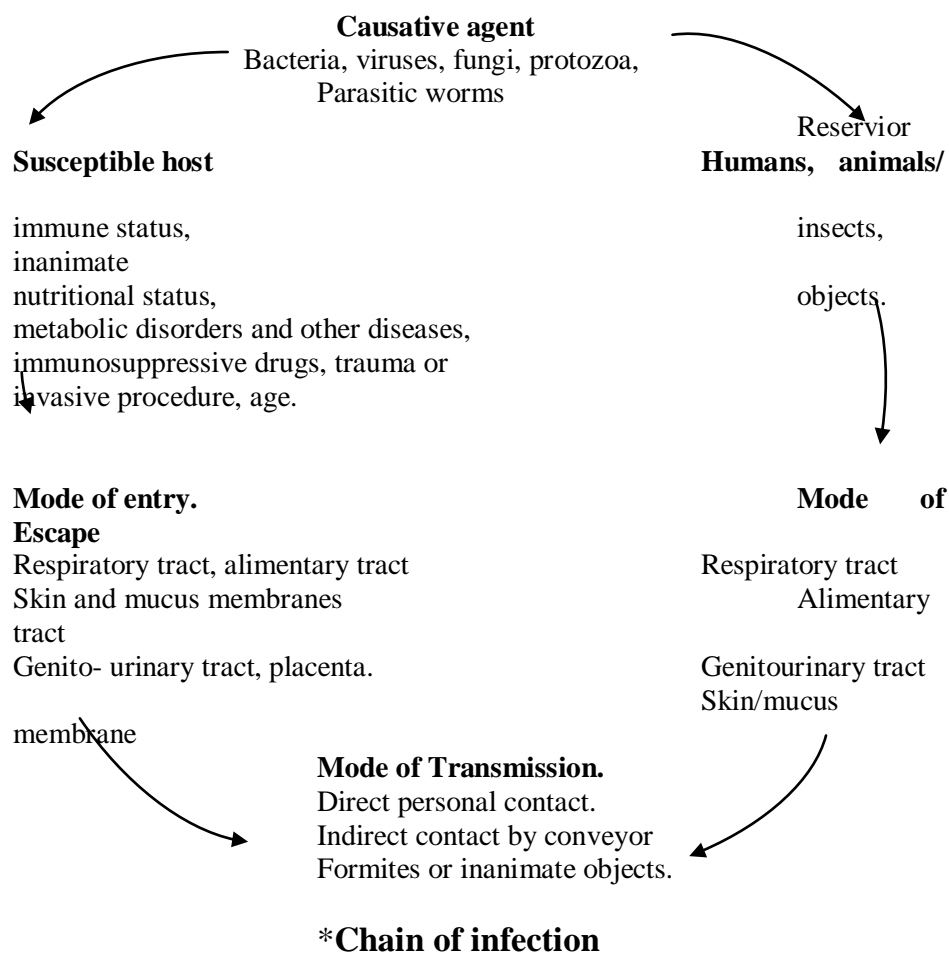 Causative agent
Bacteria, viruses, fungi, protozoa,
Parasitic worms
Reservior
Susceptible host Humans, animals/
immune status, insects,
inanimate
nutritional status, objects.
metabolic disorders and other diseases,
immunosuppressive drugs, trauma or
invasive procedure, age.
Mode of entry. Mode of
Escape
Respiratory tract, alimentary tract Respiratory tract
Skin and mucus membranes Alimentary
tract
Genito- urinary tract, placenta. Genitourinary tract
Skin/mucus
membrane
Mode of Transmission.
Direct personal contact.
Indirect contact by conveyor
Formites or inanimate objects.
*Chain of infection